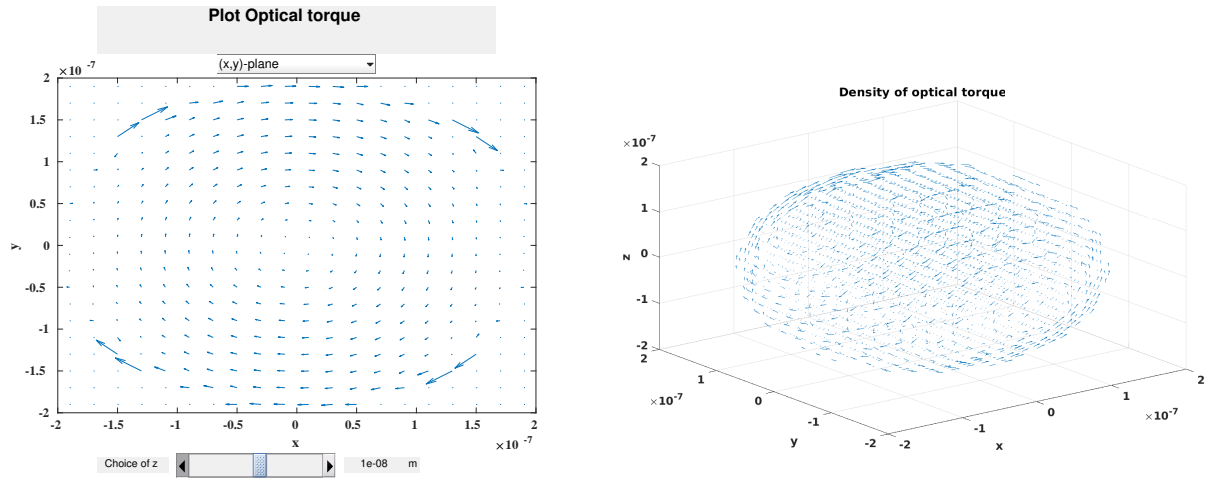 Plot Optical torque
(x,y)-plane
×10 -7
2
1.5
1
0.5
0
-0.5
-1
-1.5
-2
y
-2 -1.5 -1 -0.5 0 0.5 1 1.5 2
x
×10 -7
Choice of z 1e-08 m
Density of optical torque
×10-7
2
1
0
-1
-2
z
2
1
0
-1
-2
×10-7
y
-2
-1
0
1
2
×10-7
x